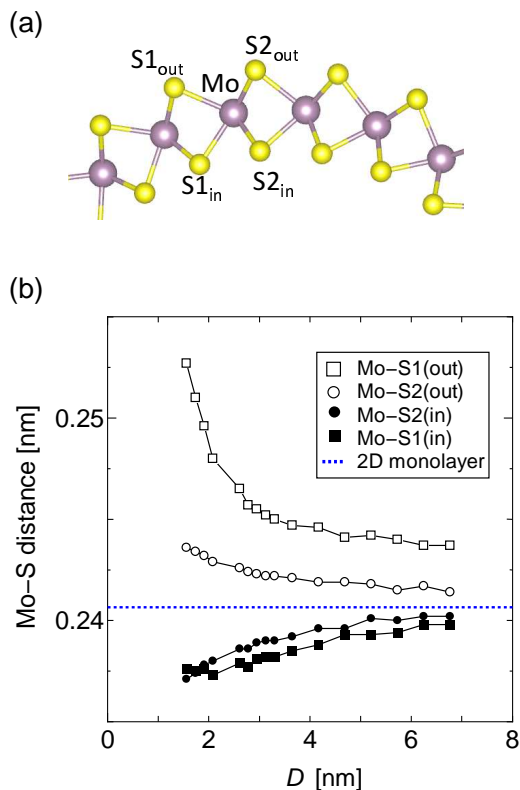 (a)
S2out
S1out
Mo
S1in
S2in
(b)
Mo−S1(out)
Mo−S2(out)
Mo−S2(in)
Mo−S1(in)
2D monolayer
0.25
0.24
Mo−S distance [nm]
0 2 4 6 8
D [nm]